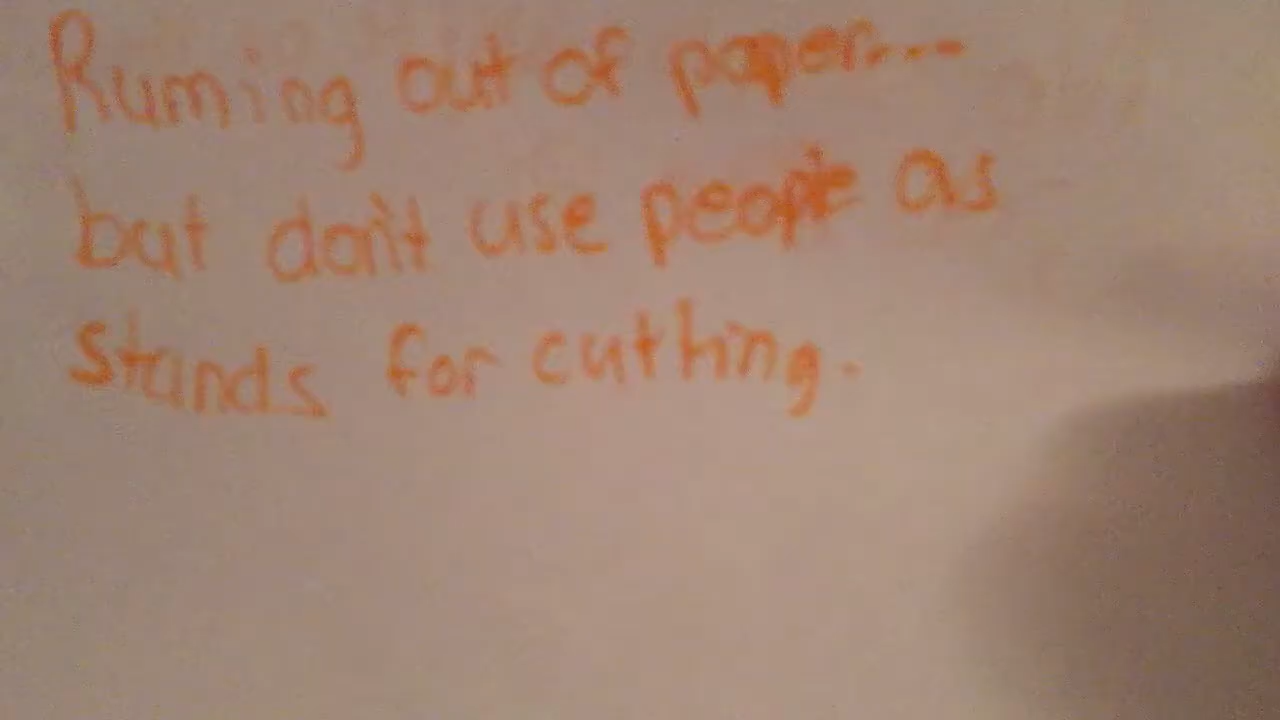 Running out of paper...
but don't use people as
stands for cutting.